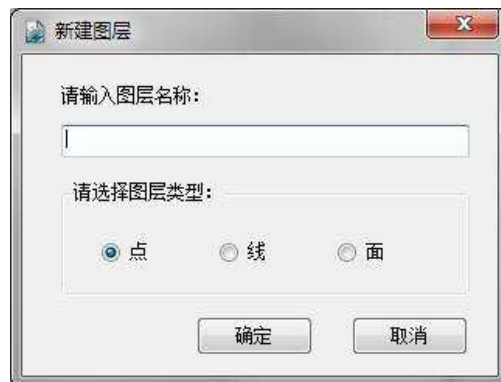 新建图层
请输入图层名称:
请选择图层类型:
点 线 面
确定 取消